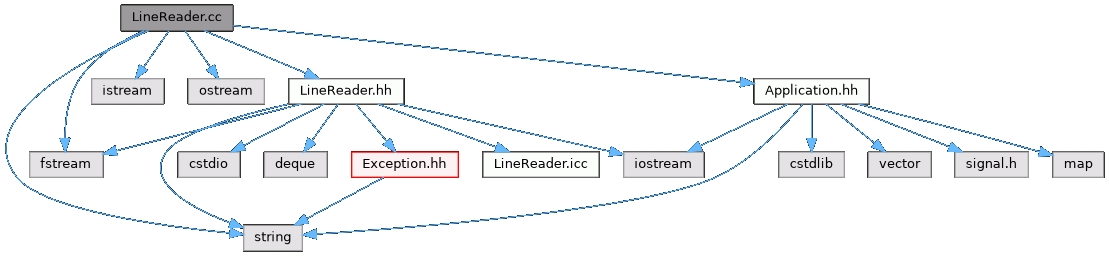 LineReader.cc
istream
ostream
LineReader.hh
Application.hh
fstream
cstdio
deque
Exception.hh
LineReader.icc
iostream
cstdlib
vector
signal.h
map
string